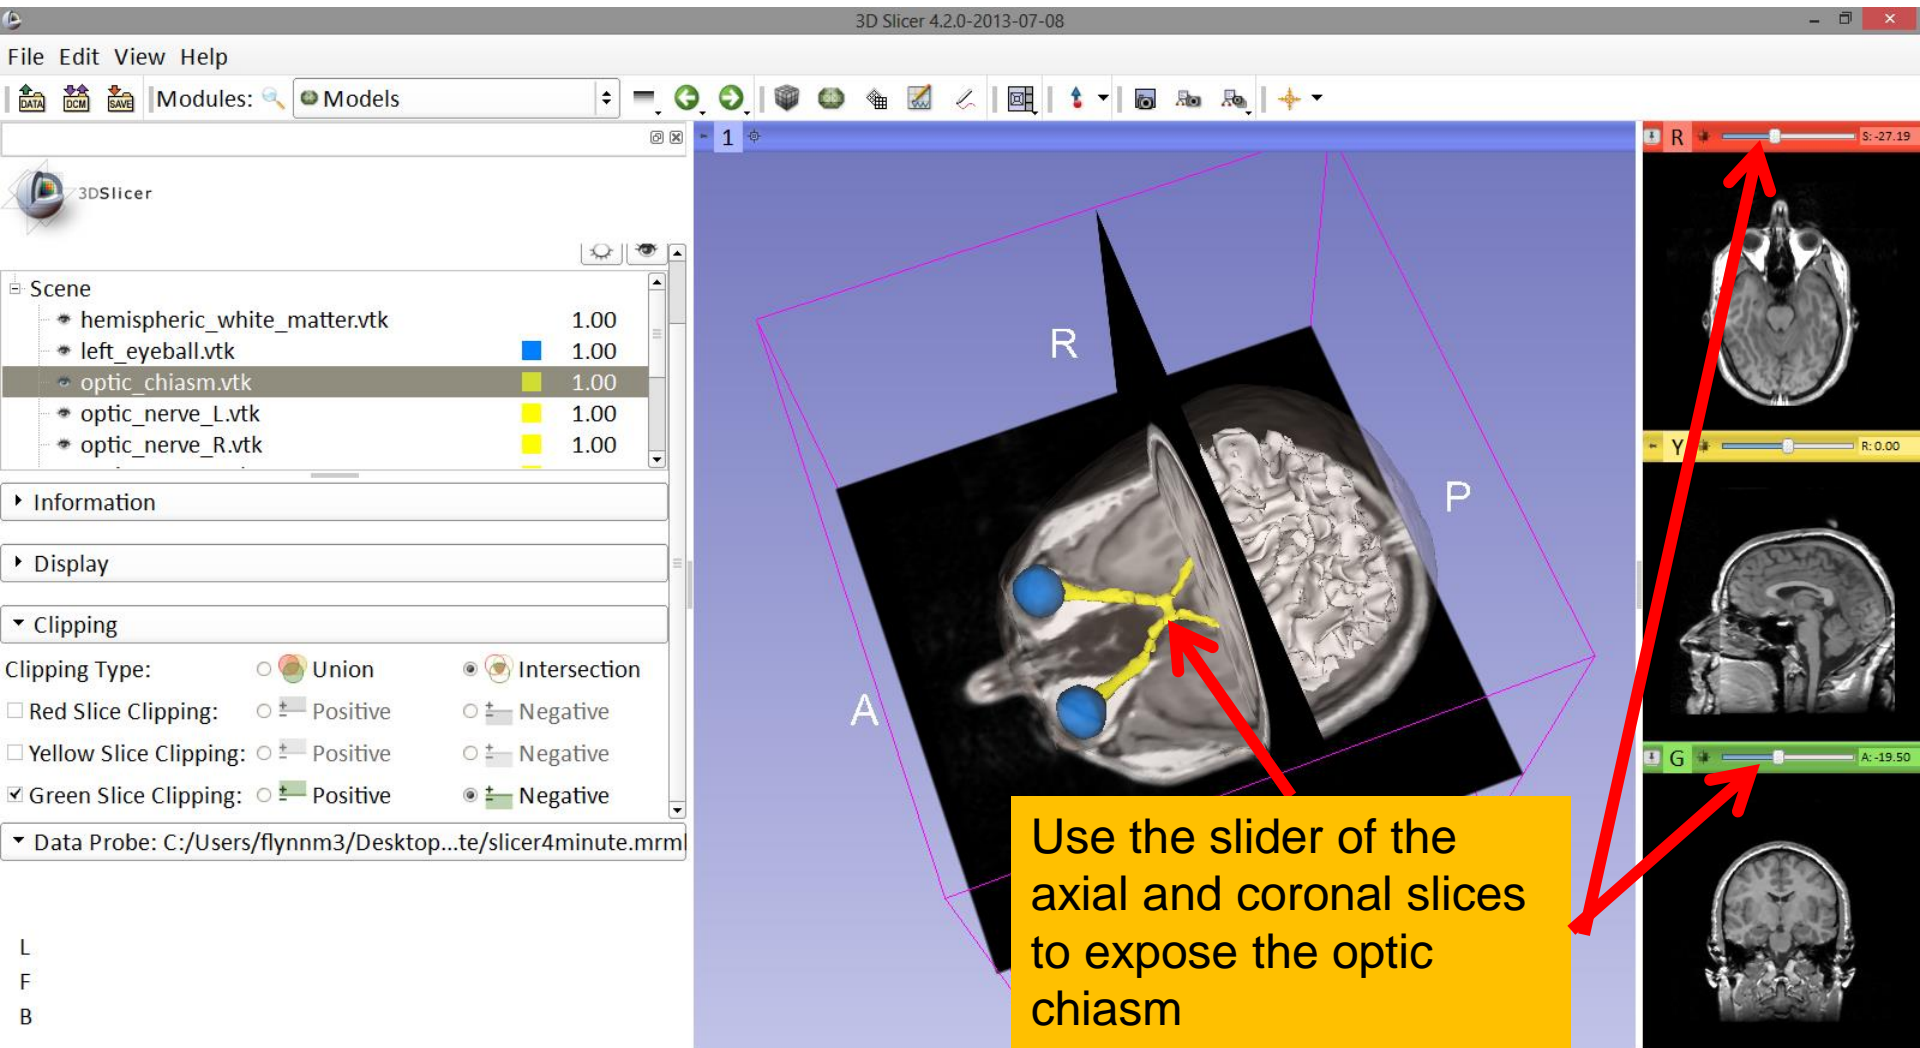 3D Slicer 4.2.0-2013-07-08
File Edit View Help
DATA DCM SAVE Modules: Models
1
R S: -27.19
3DSlicer
Scene
hemispheric_white_matter.vtk 1.00
left_eyeball.vtk 1.00
optic_chiasm.vtk 1.00
optic_nerve_L.vtk 1.00
optic_nerve_R.vtk 1.00
Information
Display
Clipping
Clipping Type: Union Intersection
Red Slice Clipping: Positive Negative
Yellow Slice Clipping: Positive Negative
Green Slice Clipping: Positive Negative
Data Probe: C:/Users/flynnm3/Desktop...te/slicer4minute.mrml
L
F
B
R
P
A
Y R: 0.00
G A: -19.50
Use the slider of the
axial and coronal slices
to expose the optic
chiasm